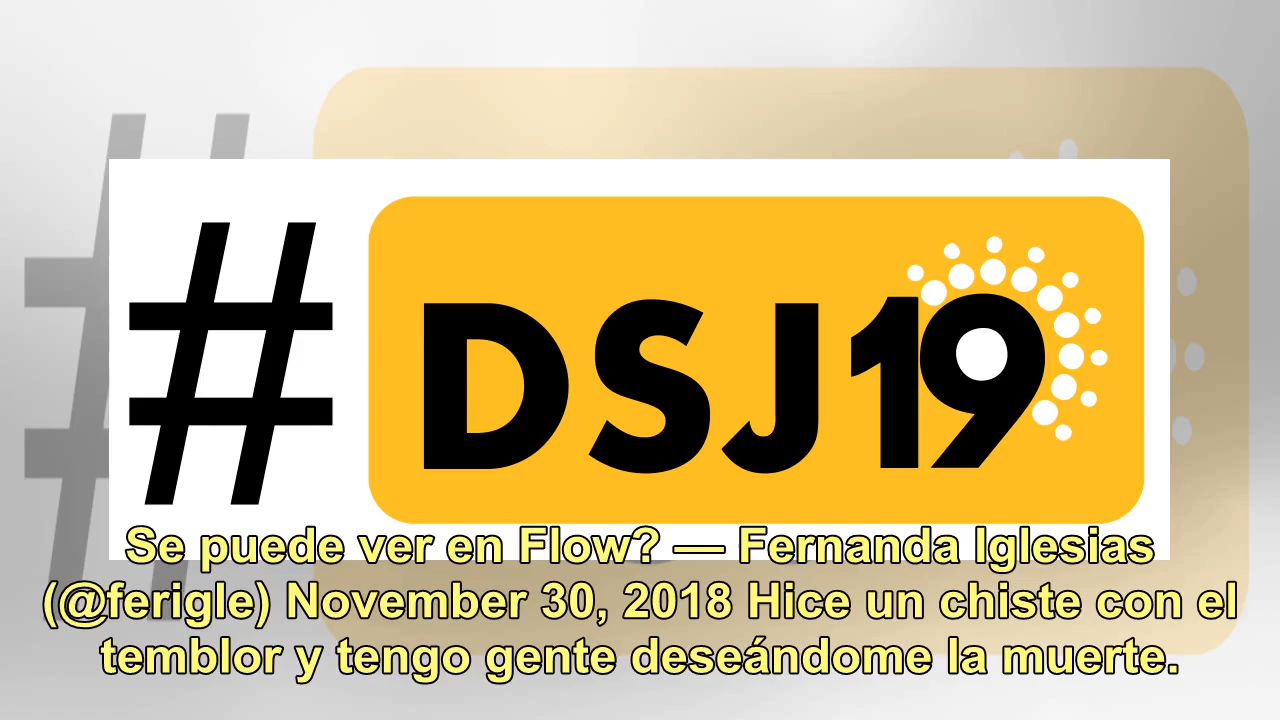 #DSJ19
Se puede ver en Flow? — Fernanda Iglesias
(@ferigle) November 30, 2018 Hice un chiste con el
temblor y tengo gente deseándome la muerte.